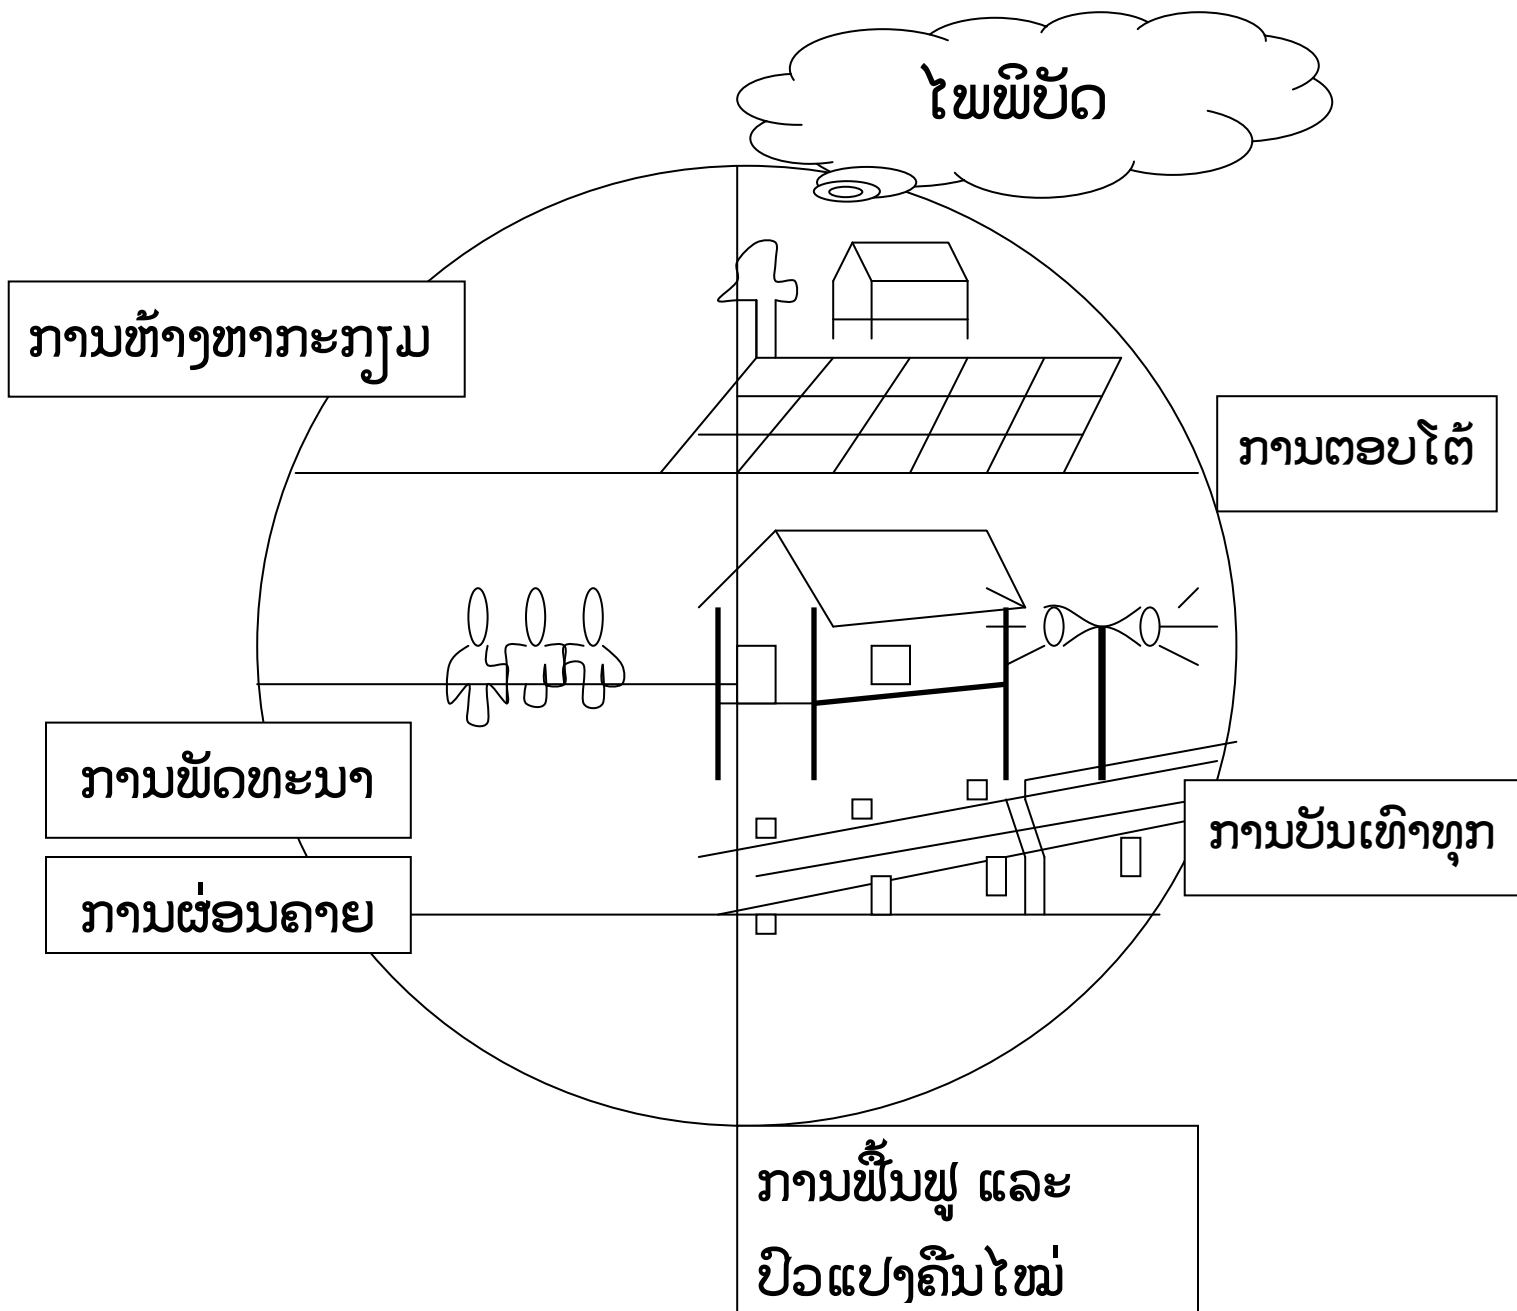 ໄພພິບັດ
ການຫ້າງຫາກະກຽມ
ການຕອບໂຕ້
ການພັດທະນາ
ການບັນເທົາທຸກ
ການຜ່ອນຄາຍ
ການຟື້ນຟູ ແລະ
ປົວແປງຄືນໄໝ່